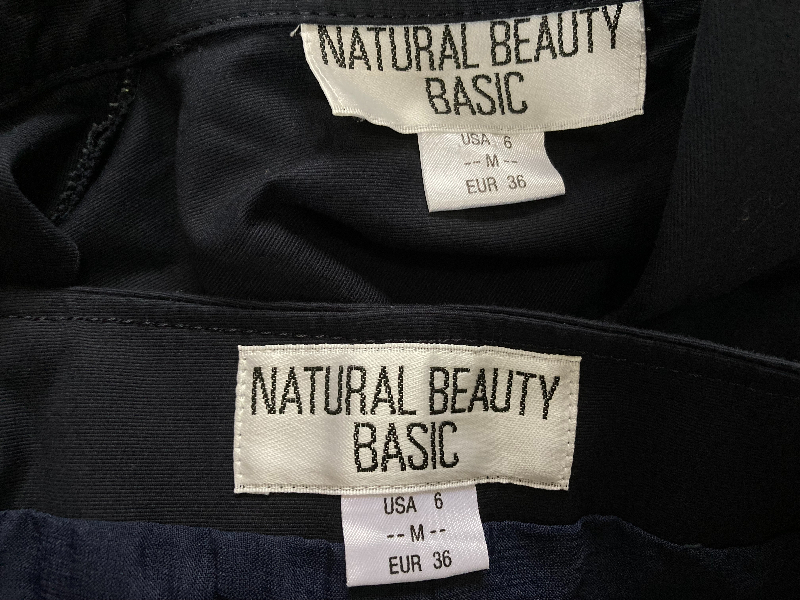 NATURAL BEAUTY
BASIC
USA 6
-- M --
EUR 36
NATURAL BEAUTY
BASIC
USA 6
-- M --
EUR 36